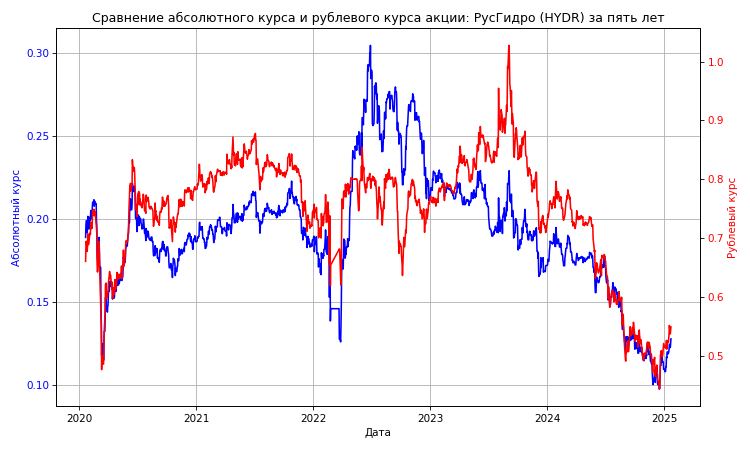 Сравнение абсолютного курса и рублевого курса акции: РусГидро (HYDR) за пять лет
Абсолютный курс
0.30
0.25
0.20
0.15
0.10
1.0
0.9
0.8
0.7
0.6
0.5
Рублевый курс
2020 2021 2022 2023 2024 2025
Дата